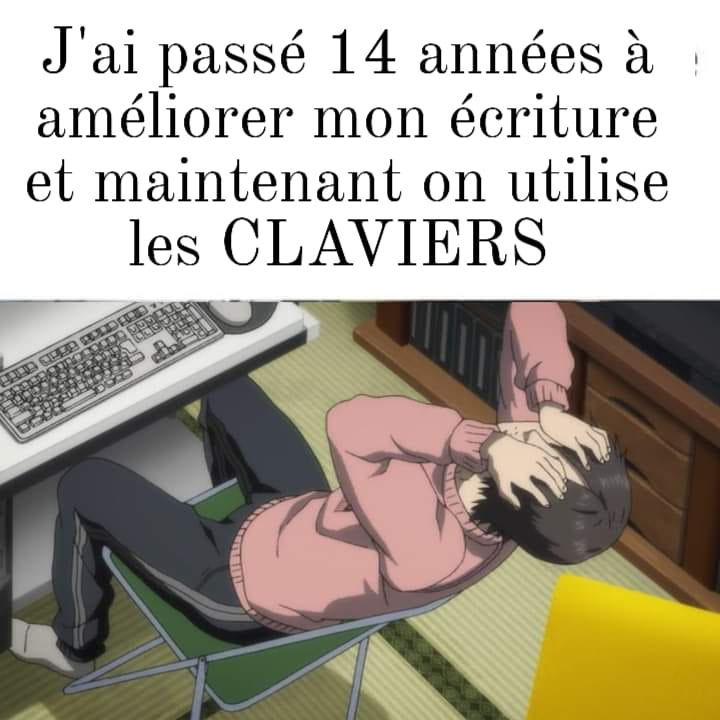 J'ai passé 14 années à
améliorer mon écriture
et maintenant on utilise
les CLAVIERS